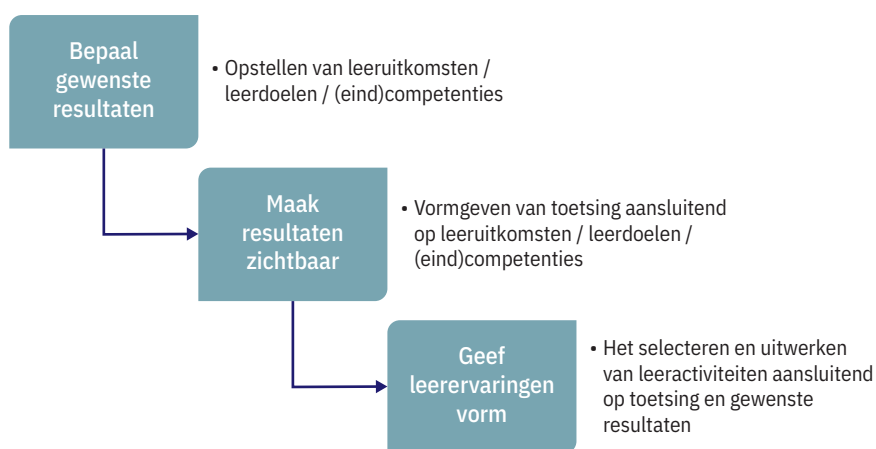 Bepaal
gewenste
resultaten
• Opstellen van leeruitkomsten /
leerdoelen / (eind)competenties
Maak
resultaten
zichtbaar
• Vormgeven van toetsing aansluitend
op leeruitkomsten / leerdoelen /
(eind)competenties
Geef
leerervaringen
vorm
• Het selecteren en uitwerken
van leeractiviteiten aansluitend
op toetsing en gewenste
resultaten